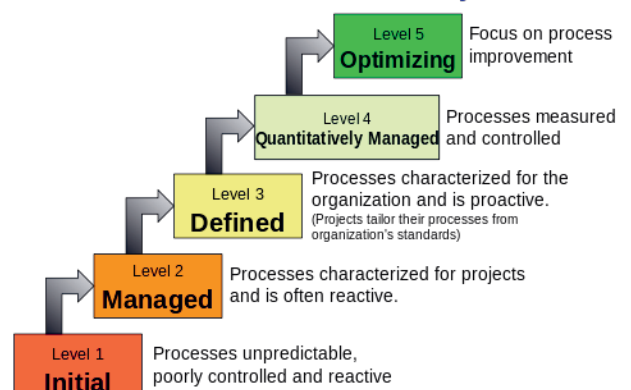 Level 5
Optimizing
Focus on process
improvement
Level 4
Quantitatively Managed
Processes measured
and controlled
Level 3
Defined
Processes characterized for the
organization and is proactive.
(Projects tailor their processes from
organization's standards)
Level 2
Managed
Processes characterized for projects
and is often reactive.
Level 1
Initial
Processes unpredictable,
poorly controlled and reactive